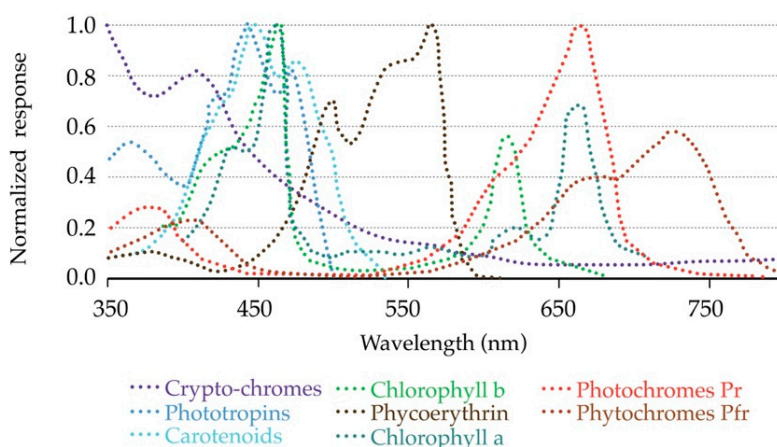 Normalized response
1.0
0.8
0.6
0.4
0.2
0.0
350 450 550 650 750
Wavelength (nm)
Crypto-chromes Chlorophyll b Photochromes Pr
Phototropins Phycoerythrin Phytochromes Pfr
Carotenoids Chlorophyll a